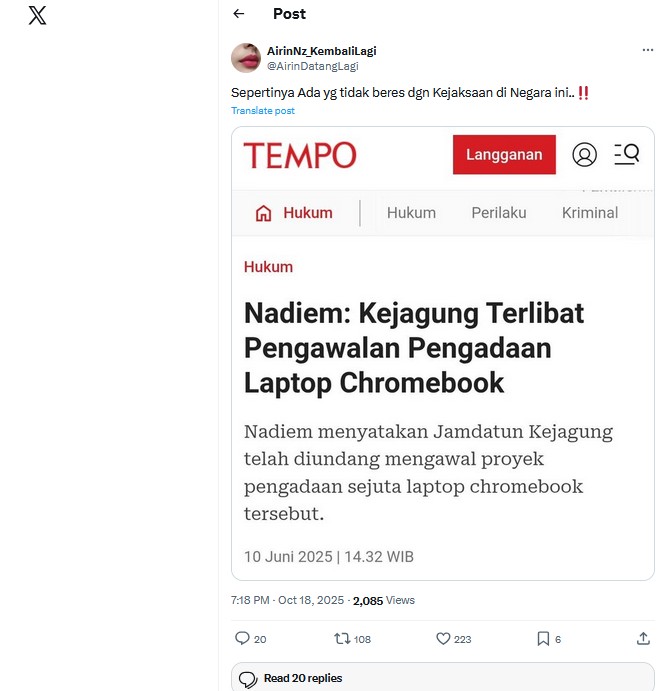 Post
AirinNz_KembaliLagi
@AirinDatangLagi
Sepertinya Ada yg tidak beres dgn Kejaksaan di Negara ini..‼️
Translate post
TEMPO
Langganan
Hukum
Hukum Perilaku Kriminal
Hukum
Nadiem: Kejagung Terlibat
Pengawalan Pengadaan
Laptop Chromebook
Nadiem menyatakan Jamdatun Kejagung
telah diundang mengawal proyek
pengadaan sejuta laptop chromebook
tersebut.
10 Juni 2025 | 14.32 WIB
7:18 PM · Oct 18, 2025 · 2,085 Views
20 108 223 6
Read 20 replies